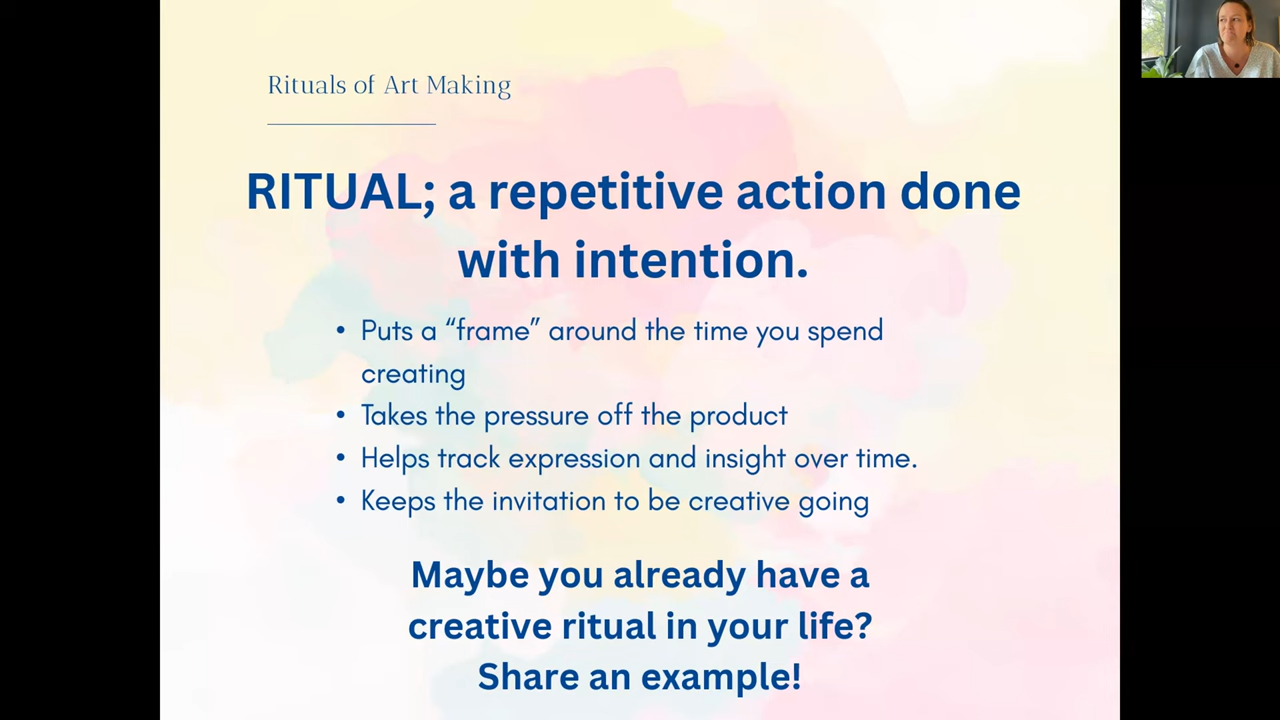 Rituals of Art Making
RITUAL; a repetitive action done
with intention.
• Puts a “frame” around the time you spend
creating
• Takes the pressure off the product
• Helps track expression and insight over time.
• Keeps the invitation to be creative going
Maybe you already have a
creative ritual in your life?
Share an example!